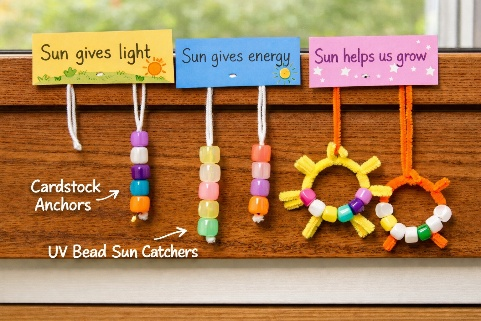 Sun gives light
Sun gives energy
Sun helps us grow
Cardstock
Anchors
UV Bead Sun Catchers